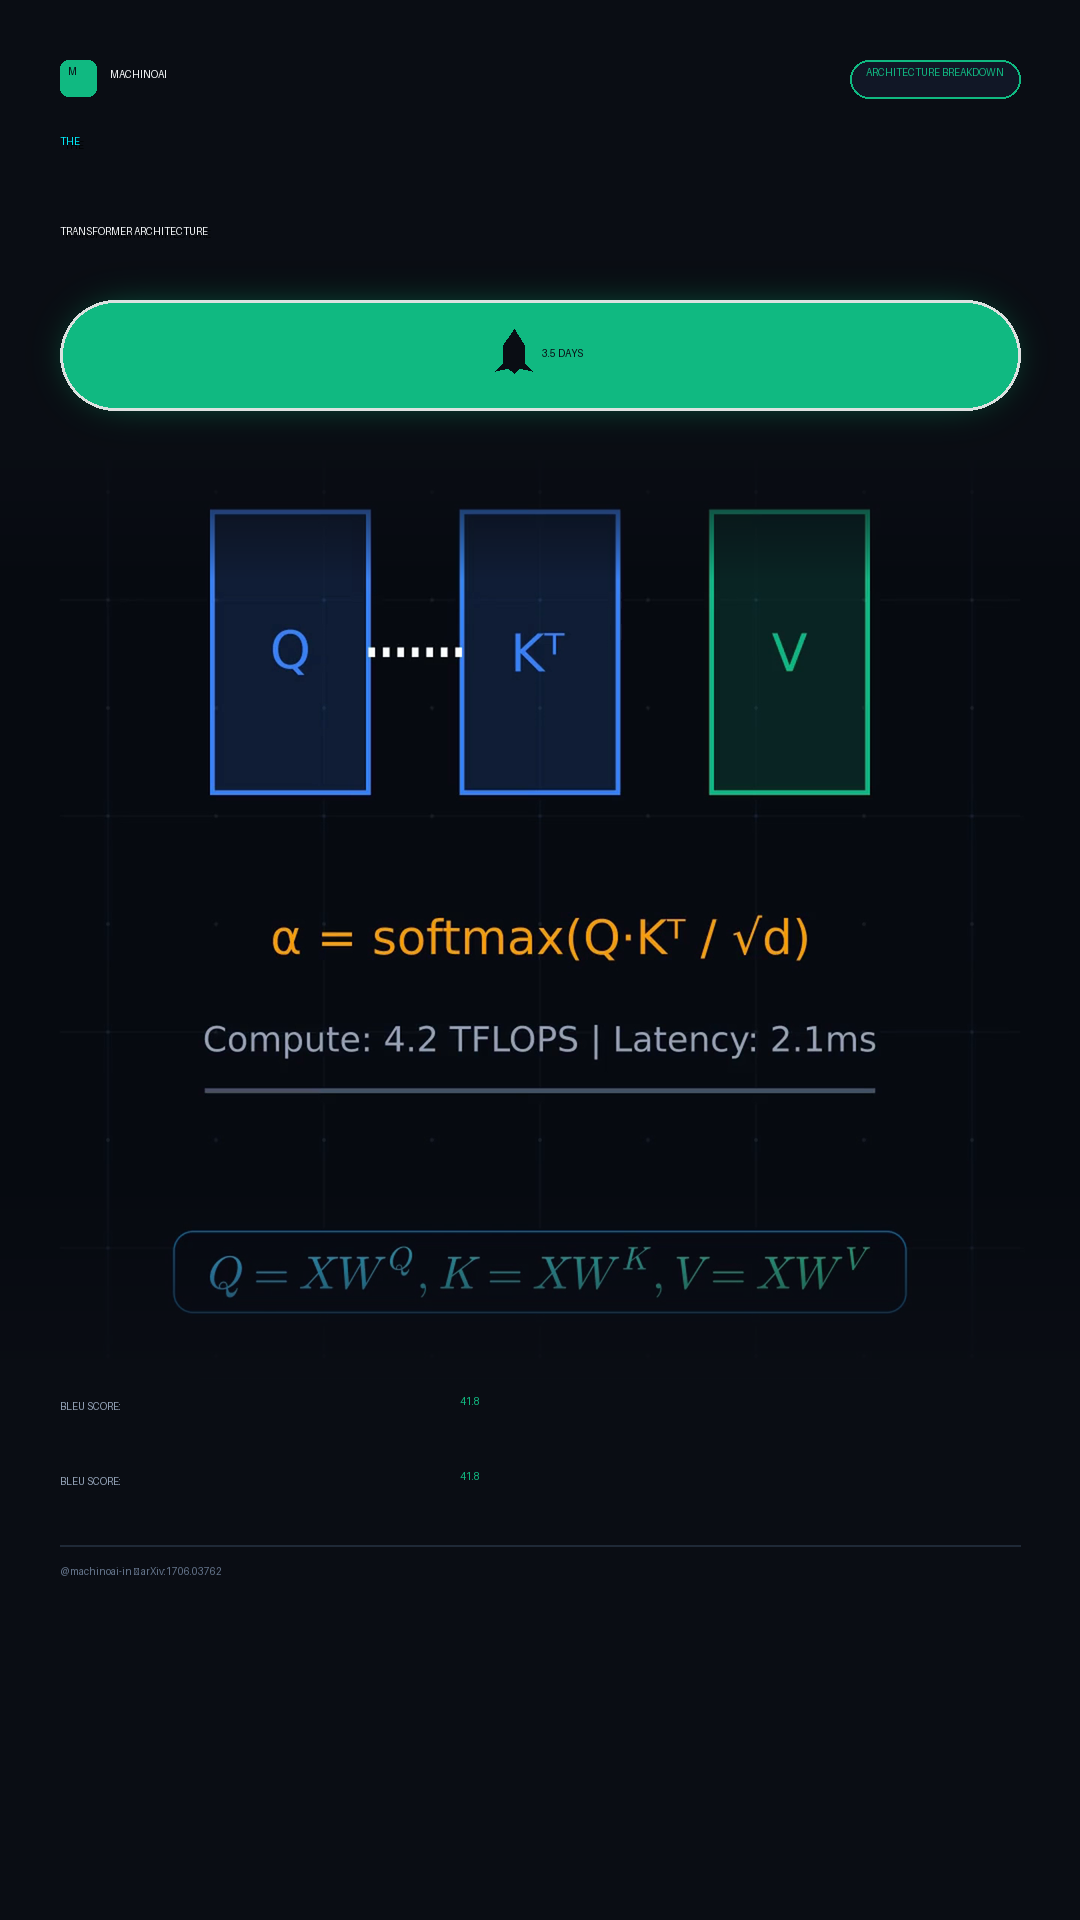 M MACHINOAI ARCHITECTURE BREAKDOWN
THE
TRANSFORMER ARCHITECTURE
3.5 DAYS
Q Kᵀ V
α = softmax(Q·Kᵀ / √d)
Compute: 4.2 TFLOPS | Latency: 2.1ms
Q = XW^Q, K = XW^K, V = XW^V
BLEU SCORE: 41.8
BLEU SCORE: 41.8
@machinoai-in arXiv:1706.03762